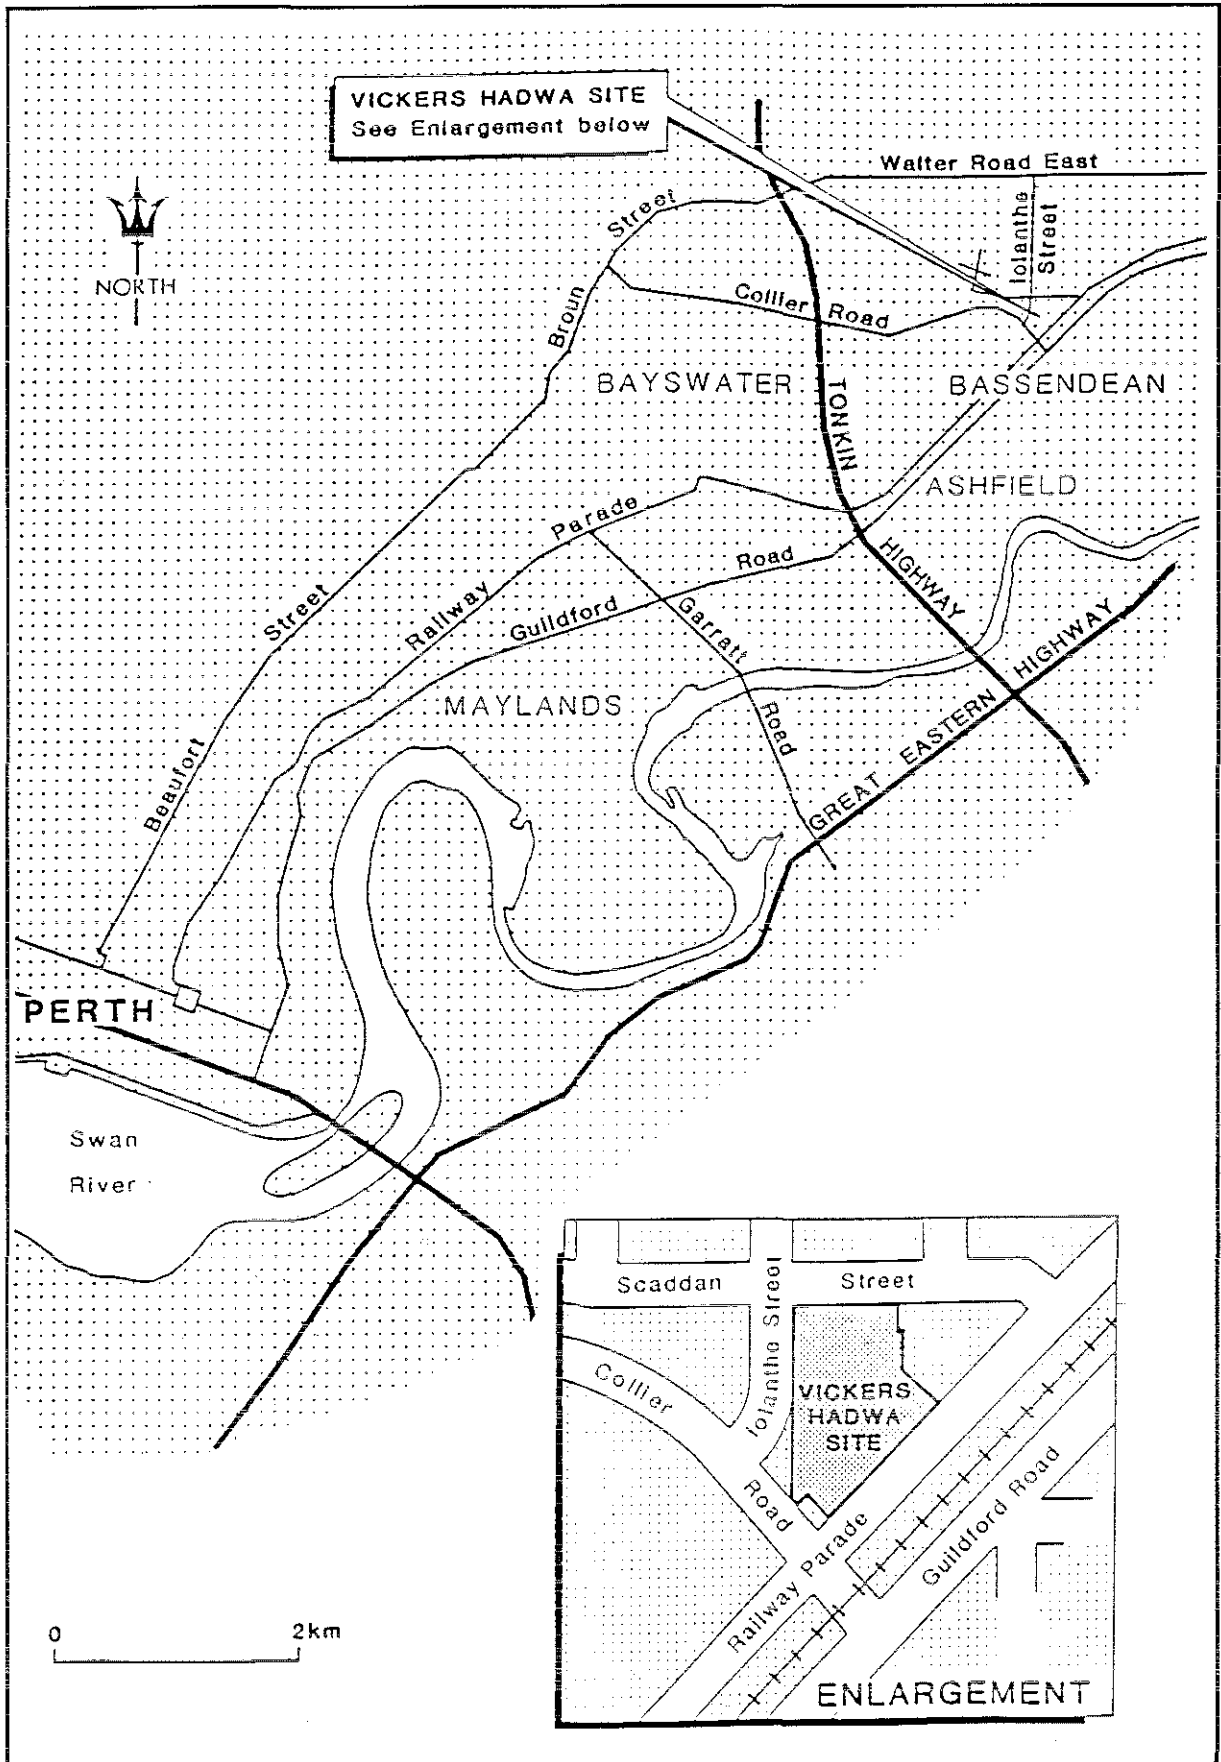 VICKERS HADWA SITE
See Enlargement below
Walter Road East
Iolanthe
Street
NORTH
Broun
Street
Collier Road
BAYSWATER
BASSENDEAN
TONKIN
HIGHWAY
ASHFIELD
Railway
Parade
Guildford
Road
Garratt
Road
Beaufort
Street
MAYLANDS
GREAT EASTERN HIGHWAY
PERTH
Swan
River
0 2km
Scaddan Street
Iolanthe Street
Collier
Road
VICKERS
HADWA
SITE
Railway Parade
Guildford Road
ENLARGEMENT